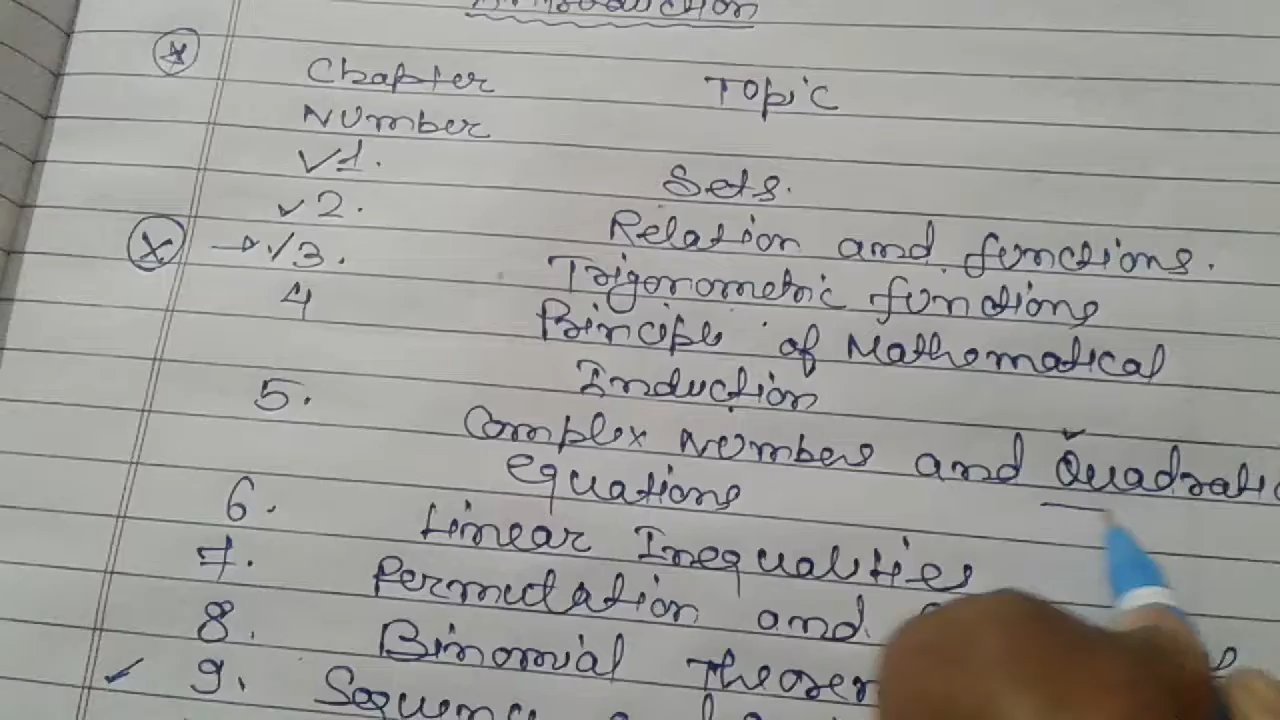 Chapter Topic
Number
1. Sets.
2. Relation and functions.
3. Trigonometric functions
4 Principle of Mathematical
Induction
5. Complex Numbers and Quadratic
equations
6. Linear Inequalities
7. Permutation and
8. Binomial Theorem
9. Sequence